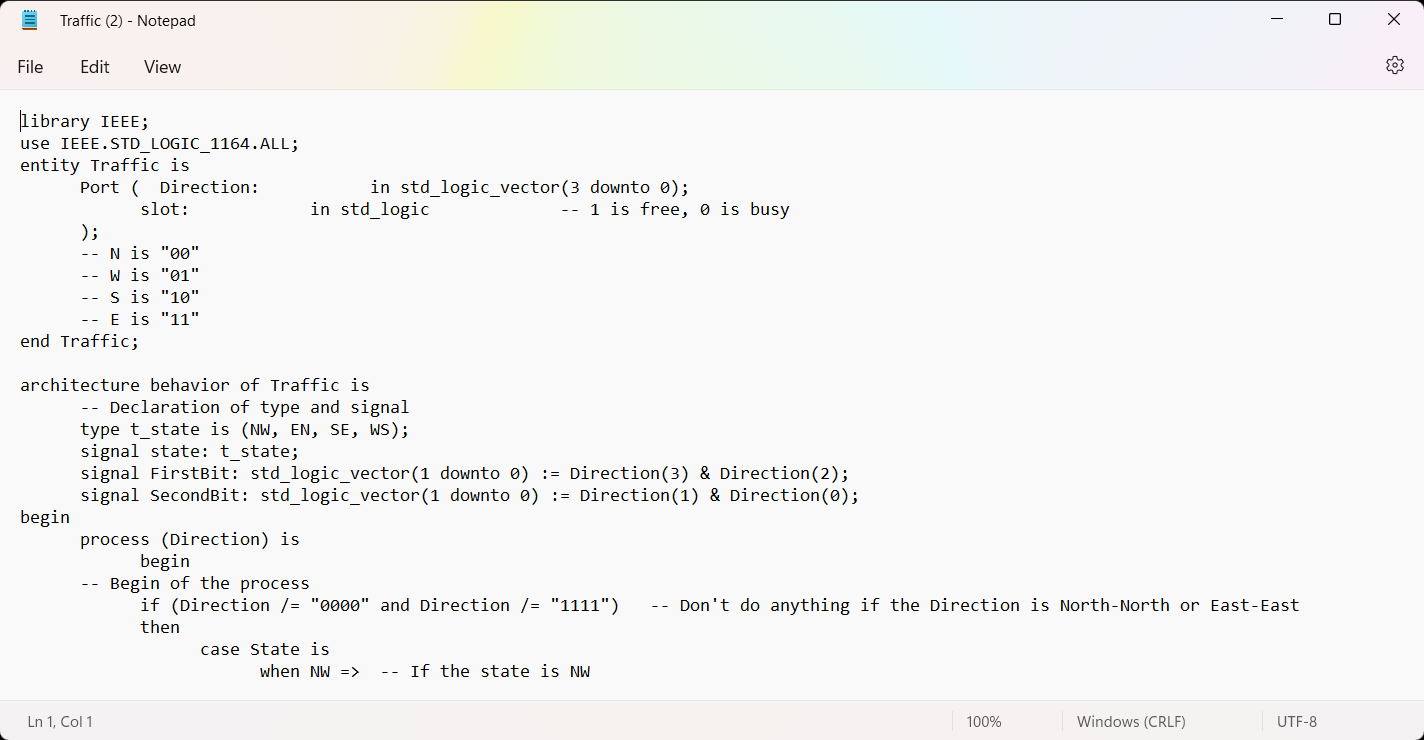 Traffic (2) - Notepad
File Edit View
library IEEE;
use IEEE.STD_LOGIC_1164.ALL;
entity Traffic is
Port ( Direction: in std_logic_vector(3 downto 0);
slot: in std_logic -- 1 is free, 0 is busy
);
-- N is "00"
-- W is "01"
-- S is "10"
-- E is "11"
end Traffic;
architecture behavior of Traffic is
-- Declaration of type and signal
type t_state is (NW, EN, SE, WS);
signal state: t_state;
signal FirstBit: std_logic_vector(1 downto 0) := Direction(3) & Direction(2);
signal SecondBit: std_logic_vector(1 downto 0) := Direction(1) & Direction(0);
begin
process (Direction) is
begin
-- Begin of the process
if (Direction /= "0000" and Direction /= "1111") -- Don't do anything if the Direction is North-North or East-East
then
case State is
when NW => -- If the state is NW
Ln 1, Col 1 100% Windows (CRLF) UTF-8